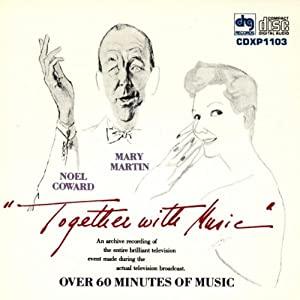 drg
RECORDS
COMPACT
disc
DIGITAL AUDIO
CDXP1103
MARY
MARTIN
NOEL
COWARD
"Together with Music"
An archive recording of
the entire brilliant television
event made during the
actual television broadcast.
OVER 60 MINUTES OF MUSIC